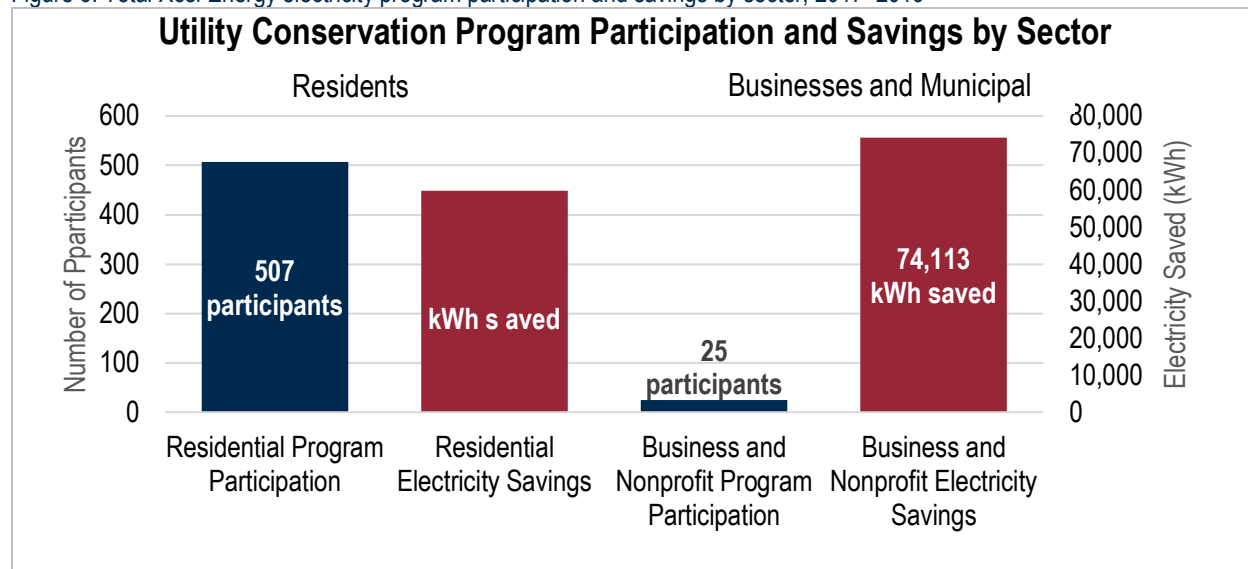 Utility Conservation Program Participation and Savings by Sector
Residents
Businesses and Municipal
Number of Pparticipants
600
500
400
300
200
100
0
507
participants
kWh s aved
25
participants
74,113
kWh saved
80,000
70,000
60,000
50,000
40,000
30,000
20,000
10,000
0
Electricity Saved (kWh)
Residential Program
Participation
Residential
Electricity Savings
Business and
Nonprofit Program
Participation
Business and
Nonprofit Electricity
Savings